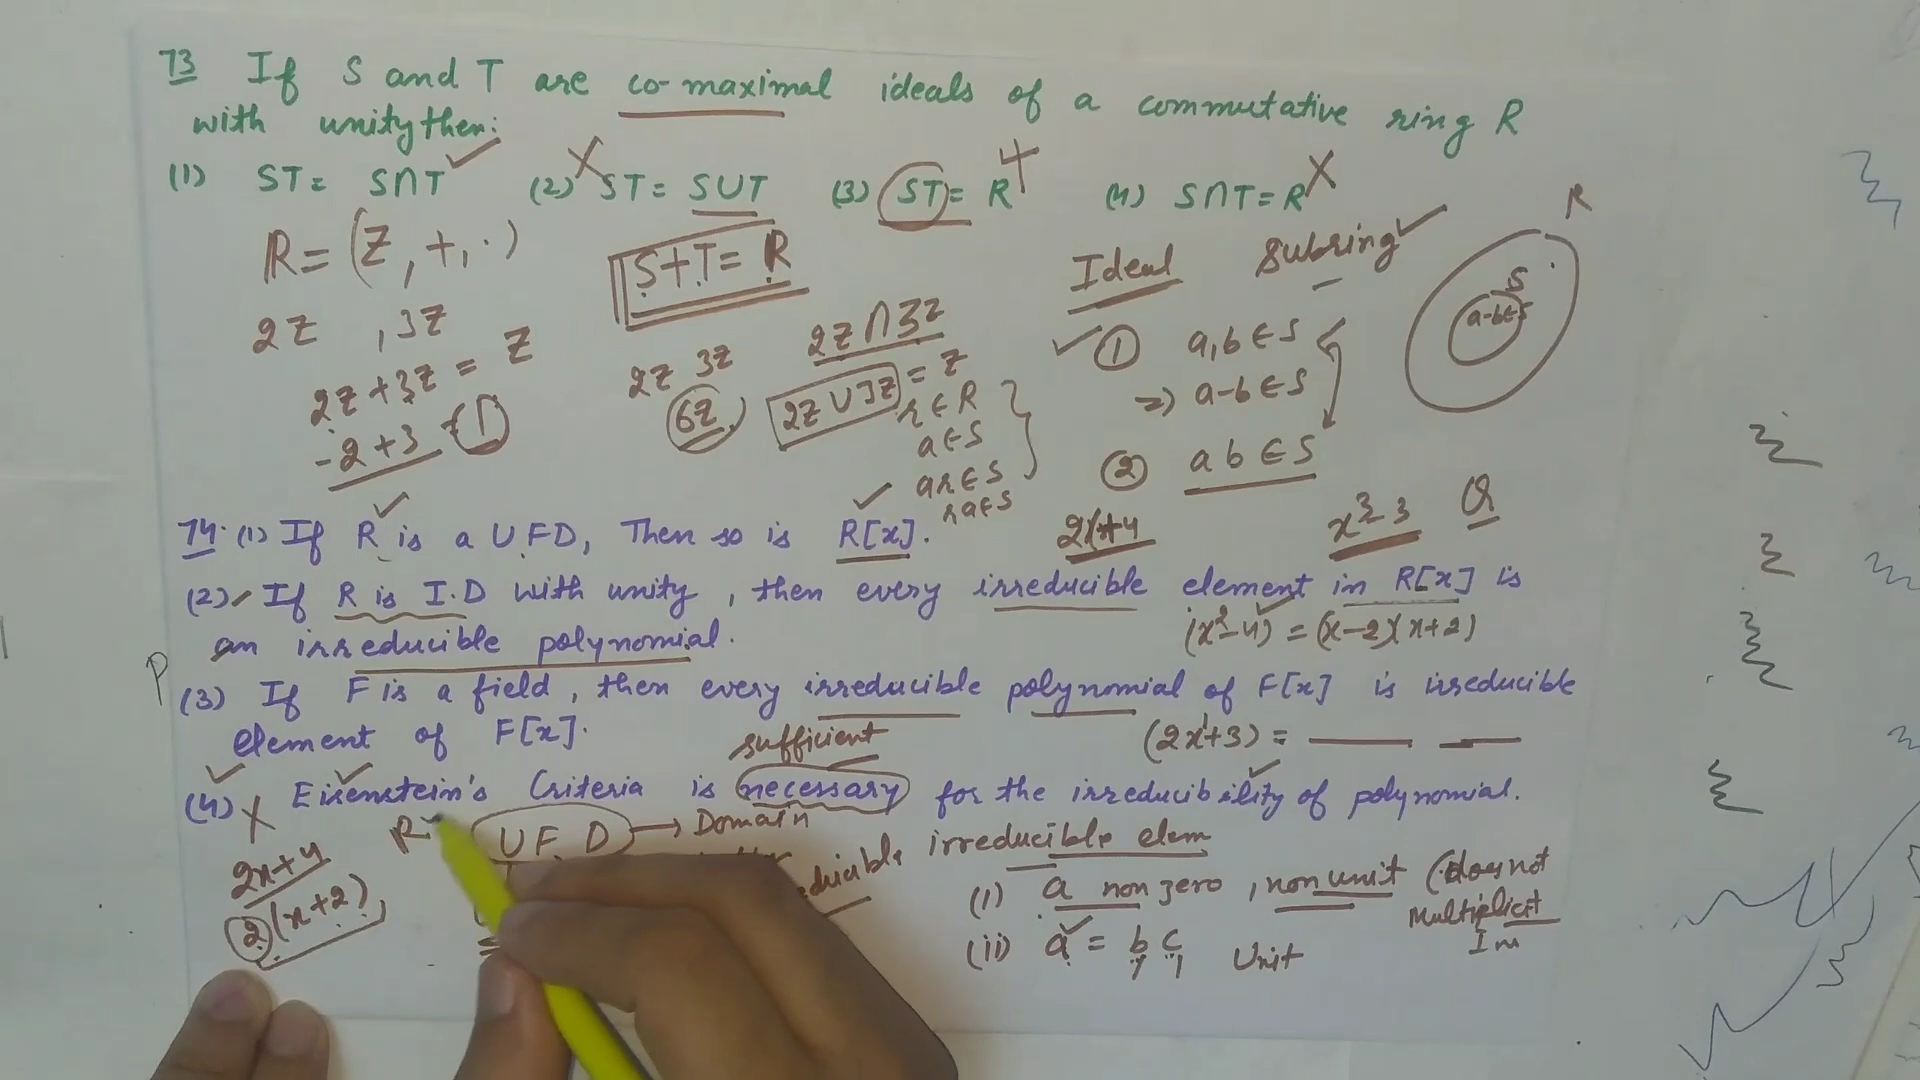 73 If S and T are co-maximal ideals of a commutative ring R
with unity then:
(1) ST = S∩T (2) ST = S∪T (3) ST = R (4) S∩T = R
R = (Z, +, ·)
2Z , 3Z
2Z + 3Z = Z
-2 + 3 = 1
S+T = R
2Z 3Z
6Z
2Z ∩ 3Z
2Z ∪ 3Z = Z
r ∈ R
a ∈ S
ar ∈ S
ra ∈ S
Ideal Subring
① a, b ∈ S
=> a-b ∈ S
② ab ∈ S
R
S
a-b∈S
74. (1) If R is a UFD, Then so is R[x].
2x+4 x²-3 Q
(2) If R is I.D with unity, then every irreducible element in R[x] is
an irreducible polynomial.
(x²-4) = (x-2)(x+2)
(3) If F is a field, then every irreducible polynomial of F[x] is irreducible
element of F[x].
(2x¹+3) =
sufficient
(4) X Eisenstein's Criteria is necessary for the irreducibility of polynomial.
2x+4
2(x+2)
R
UFD → Domain
irreducible elem
(i) a non zero, non unit (does not
Multiplicit
(ii) a = b c Unit
P